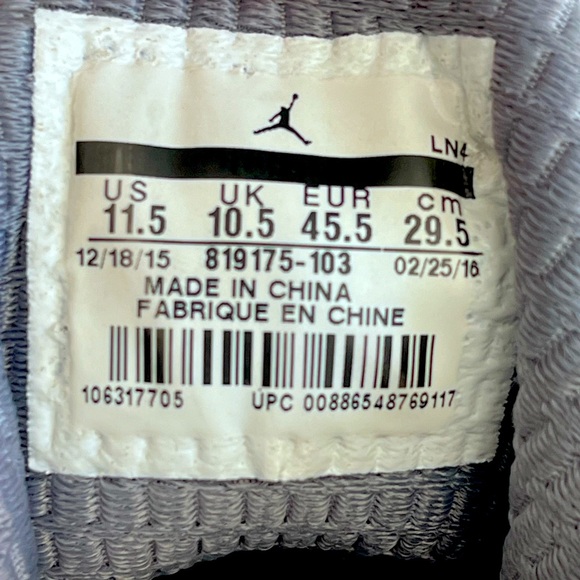 LN4
US UK EUR cm
11.5 10.5 45.5 29.5
12/18/15 819175-103 02/25/16
MADE IN CHINA
FABRIQUE EN CHINE
106317705 UPC 00886548769117